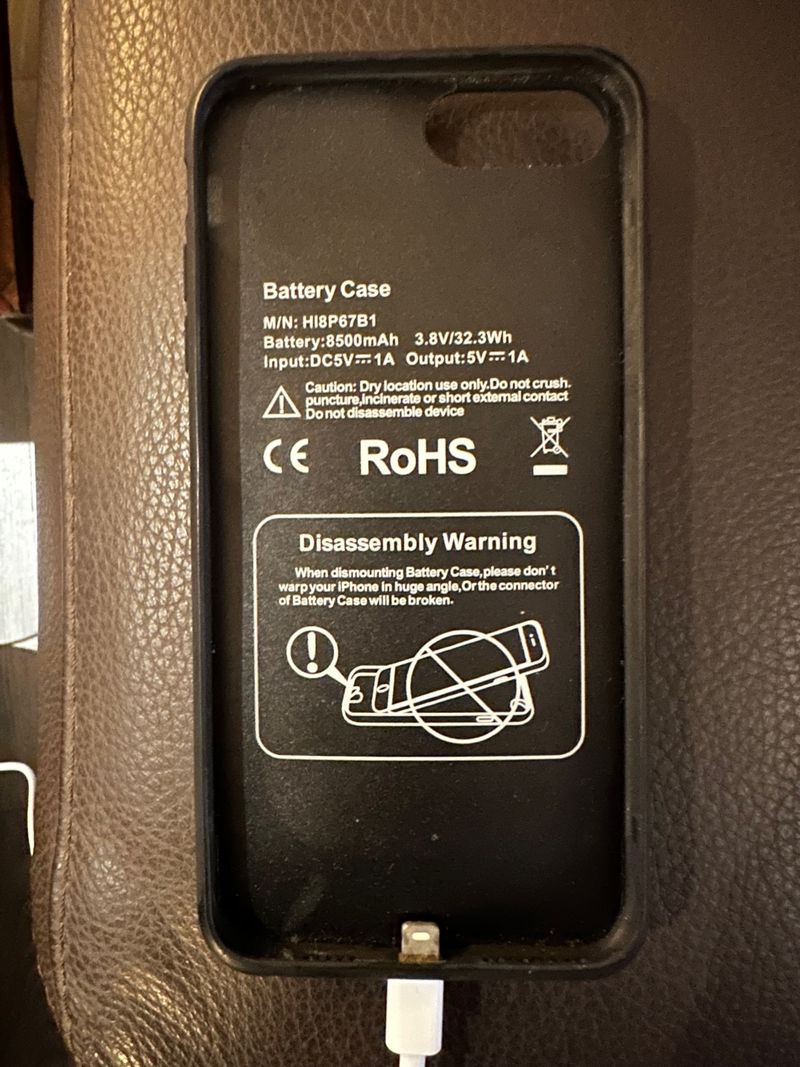 Battery Case
M/N: HI8P67B1
Battery:8500mAh 3.8V/32.3Wh
Input:DC5V⎓1A Output:5V⎓1A
Caution: Dry location use only.Do not crush.
puncture,incinerate or short external contact
Do not disassemble device
CE RoHS
Disassembly Warning
When dismounting Battery Case,please don't
warp your iPhone in huge angle,Or the connector
of Battery Case will be broken.
!